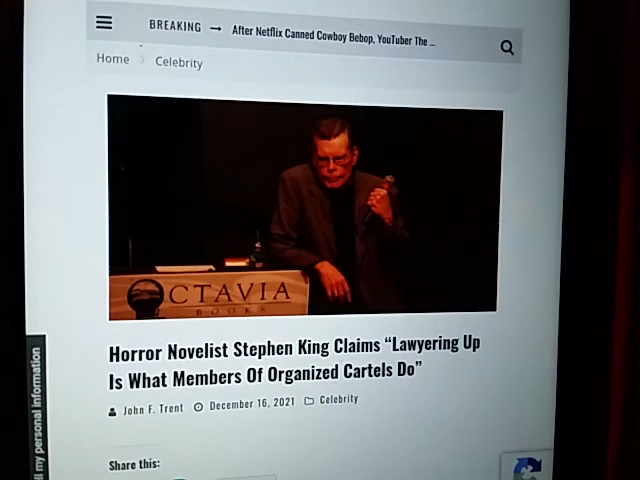 BREAKING → After Netflix Canned Cowboy Bebop, YouTuber The ...
Home > Celebrity
OCTAVIA
BOOKS
Horror Novelist Stephen King Claims “Lawyering Up
Is What Members Of Organized Cartels Do”
John F. Trent December 16, 2021 Celebrity
Share this:
ll my personal information